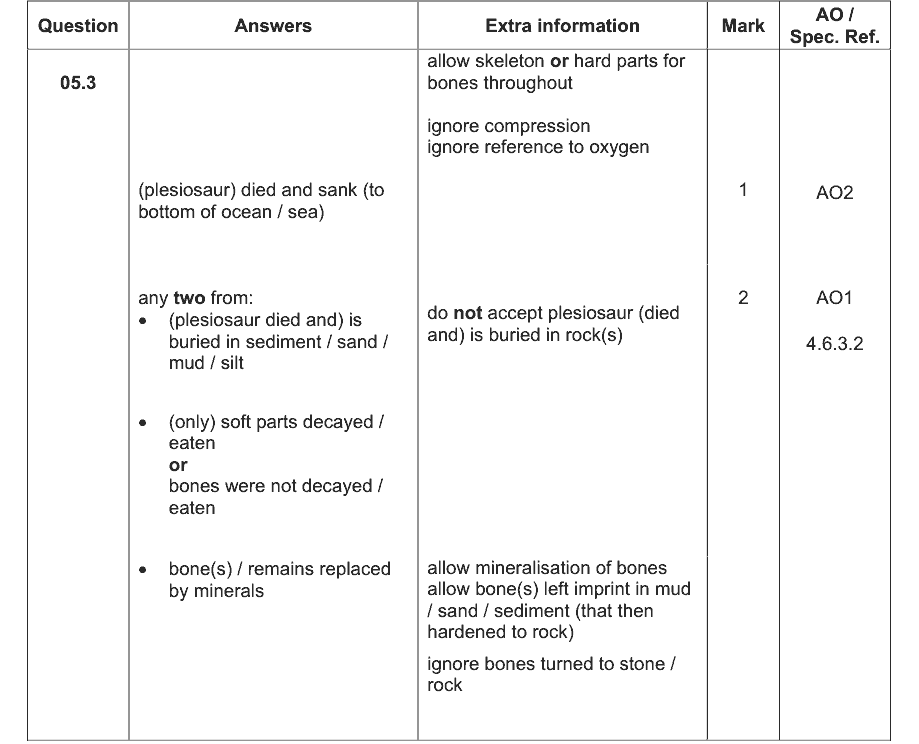 Question Answers Extra information Mark AO /
Spec. Ref.
05.3
allow skeleton or hard parts for
bones throughout
ignore compression
ignore reference to oxygen
(plesiosaur) died and sank (to
bottom of ocean / sea)
1
AO2
any two from:
• (plesiosaur died and) is
buried in sediment / sand /
mud / silt
do not accept plesiosaur (died
and) is buried in rock(s)
2
AO1
4.6.3.2
• (only) soft parts decayed /
eaten
or
bones were not decayed /
eaten
• bone(s) / remains replaced
by minerals
allow mineralisation of bones
allow bone(s) left imprint in mud
/ sand / sediment (that then
hardened to rock)
ignore bones turned to stone /
rock